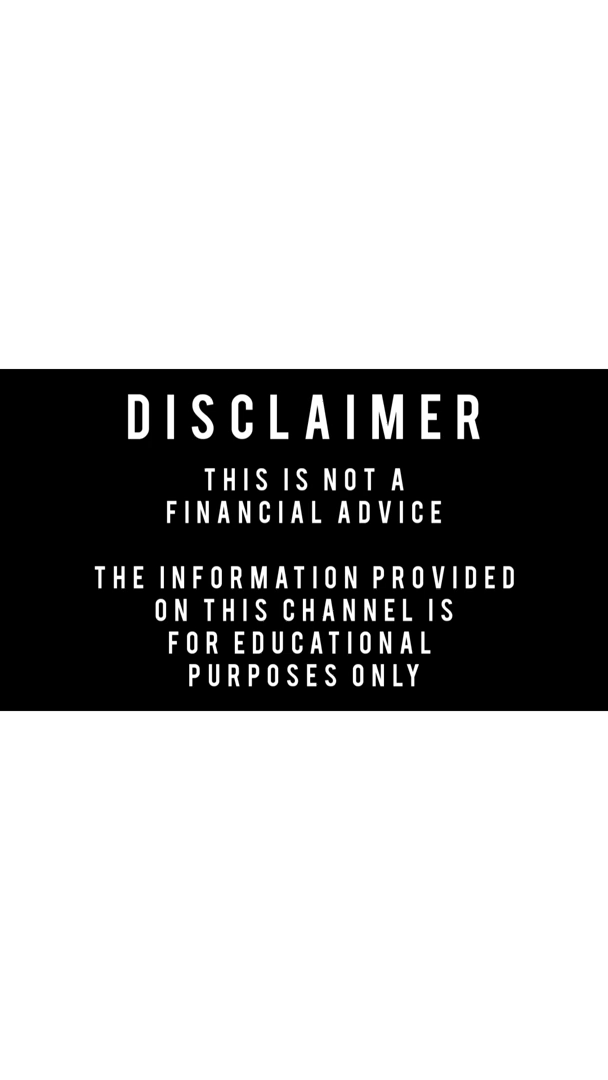 DISCLAIMER
THIS IS NOT A
FINANCIAL ADVICE
THE INFORMATION PROVIDED
ON THIS CHANNEL IS
FOR EDUCATIONAL
PURPOSES ONLY